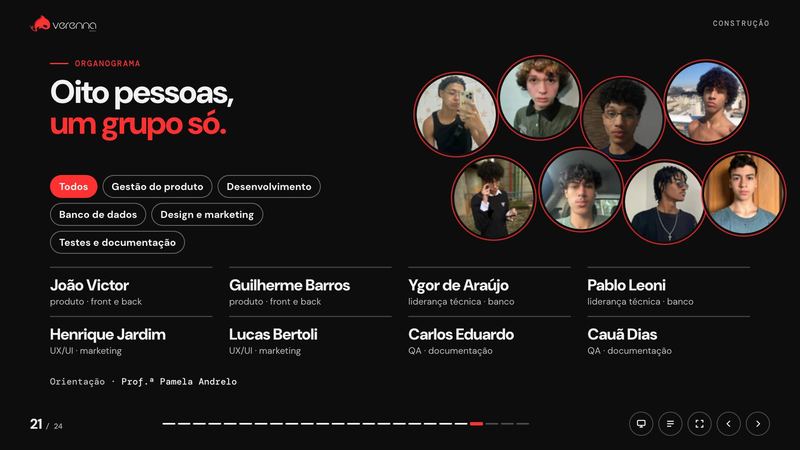 verenna
CONSTRUÇÃO
ORGANOGRAMA
Oito pessoas,
um grupo só.
Todos
Gestão do produto
Desenvolvimento
Banco de dados
Design e marketing
Testes e documentação
João Victor
produto · front e back
Guilherme Barros
produto · front e back
Ygor de Araújo
liderança técnica · banco
Pablo Leoni
liderança técnica · banco
Henrique Jardim
UX/UI · marketing
Lucas Bertoli
UX/UI · marketing
Carlos Eduardo
QA · documentação
Cauã Dias
QA · documentação
Orientação · Prof.ª Pamela Andrelo
21 / 24